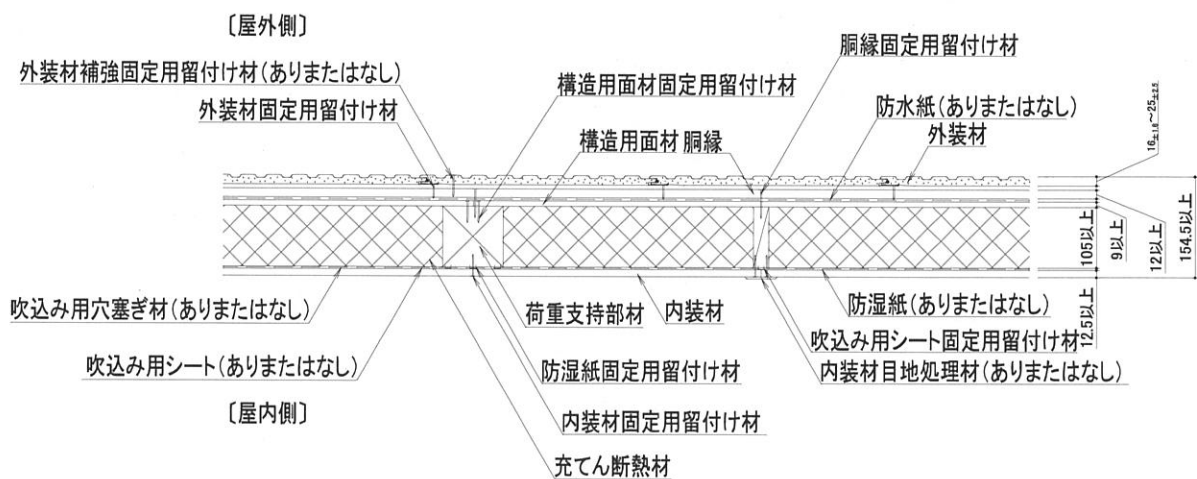 〔屋外側〕
胴縁固定用留付け材
外装材補強固定用留付け材(ありまたはなし)
構造用面材固定用留付け材
外装材固定用留付け材
防水紙(ありまたはなし)
構造用面材
胴縁
外装材
16±1.6~25±2.5
105以上
9以上
12以上
154.5以上
12.5以上
吹込み用穴塞ぎ材(ありまたはなし)
荷重支持部材
内装材
防湿紙(ありまたはなし)
吹込み用シート固定用留付け材
吹込み用シート(ありまたはなし)
防湿紙固定用留付け材
内装材目地処理材(ありまたはなし)
〔屋内側〕
内装材固定用留付け材
充てん断熱材